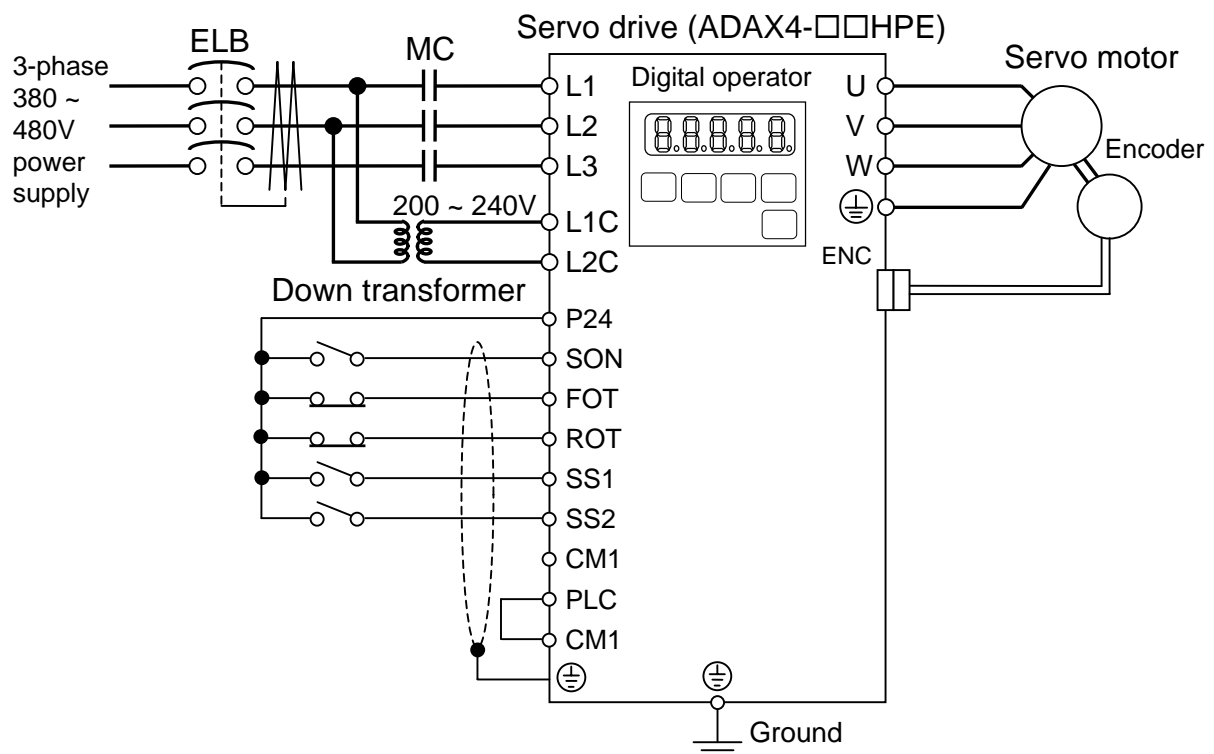 Servo drive (ADAX4-□□HPE)
ELB
MC
3-phase
380 ~
480V
power
supply
Digital operator
8.8.8.8.8.
Servo motor
Encoder
L1
L2
L3
200 ~ 240V
L1C
L2C
Down transformer
U
V
W
ENC
P24
SON
FOT
ROT
SS1
SS2
CM1
PLC
CM1
Ground